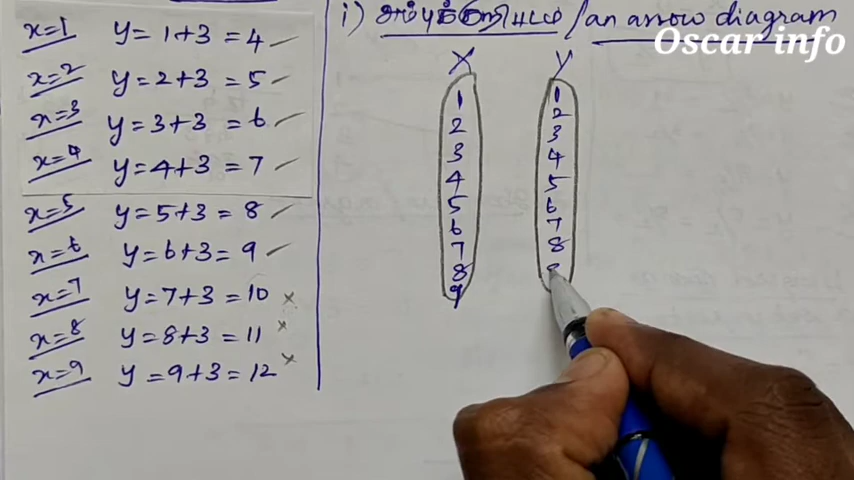 x=1 y= 1+3 =4
x=2 y=2+3 =5
x=3 y=3+3 =6
x=4 y=4+3 =7
x=5 y=5+3 =8
x=6 y=6+3 =9
x=7 y=7+3 =10 ×
x=8 y=8+3 =11 ×
x=9 y=9+3=12 ×
i) அம்புக்குறி படம் / an arrow diagram
Oscar info
X Y
1 1
2 2
3 3
4 4
5 5
6 6
7 7
8 8
9